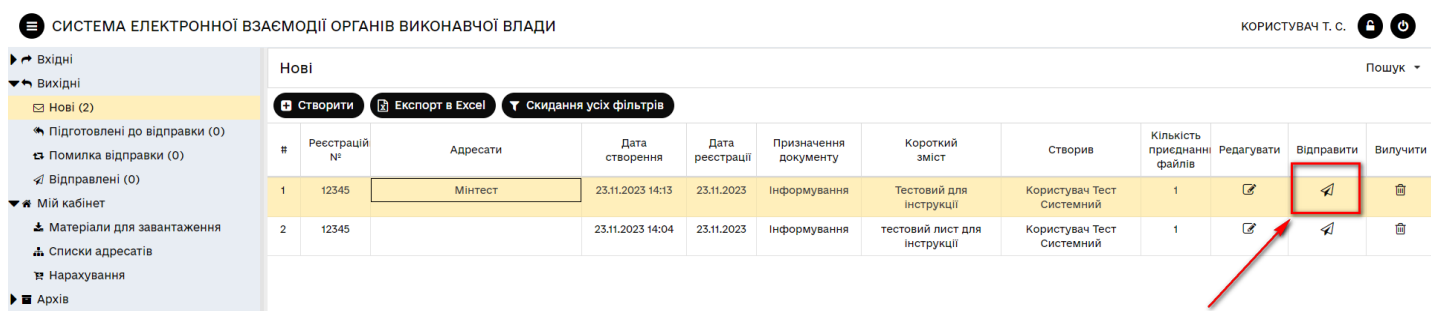 СИСТЕМА ЕЛЕКТРОННОЇ ВЗАЄМОДІЇ ОРГАНІВ ВИКОНАВЧОЇ ВЛАДИ
КОРИСТУВАЧ Т. С.
Вхідні
Вихідні
Нові (2)
Підготовлені до відправки (0)
Помилка відправки (0)
Відправлені (0)
Мій кабінет
Матеріали для завантаження
Списки адресатів
Нарахування
Архів
Нові
Пошук
Створити Експорт в Excel Скидання усіх фільтрів
# Реєстрацій № Адресати Дата створення Дата реєстрації Призначення документу Короткий зміст Створив Кількість приєднанн файлів Редагувати Відправити Вилучити
1 12345 Мінтест 23.11.2023 14:13 23.11.2023 Інформування Тестовий для інструкції Користувач Тест Системний 1
2 12345 23.11.2023 14:04 23.11.2023 Інформування тестовий лист для інструкції Користувач Тест Системний 1